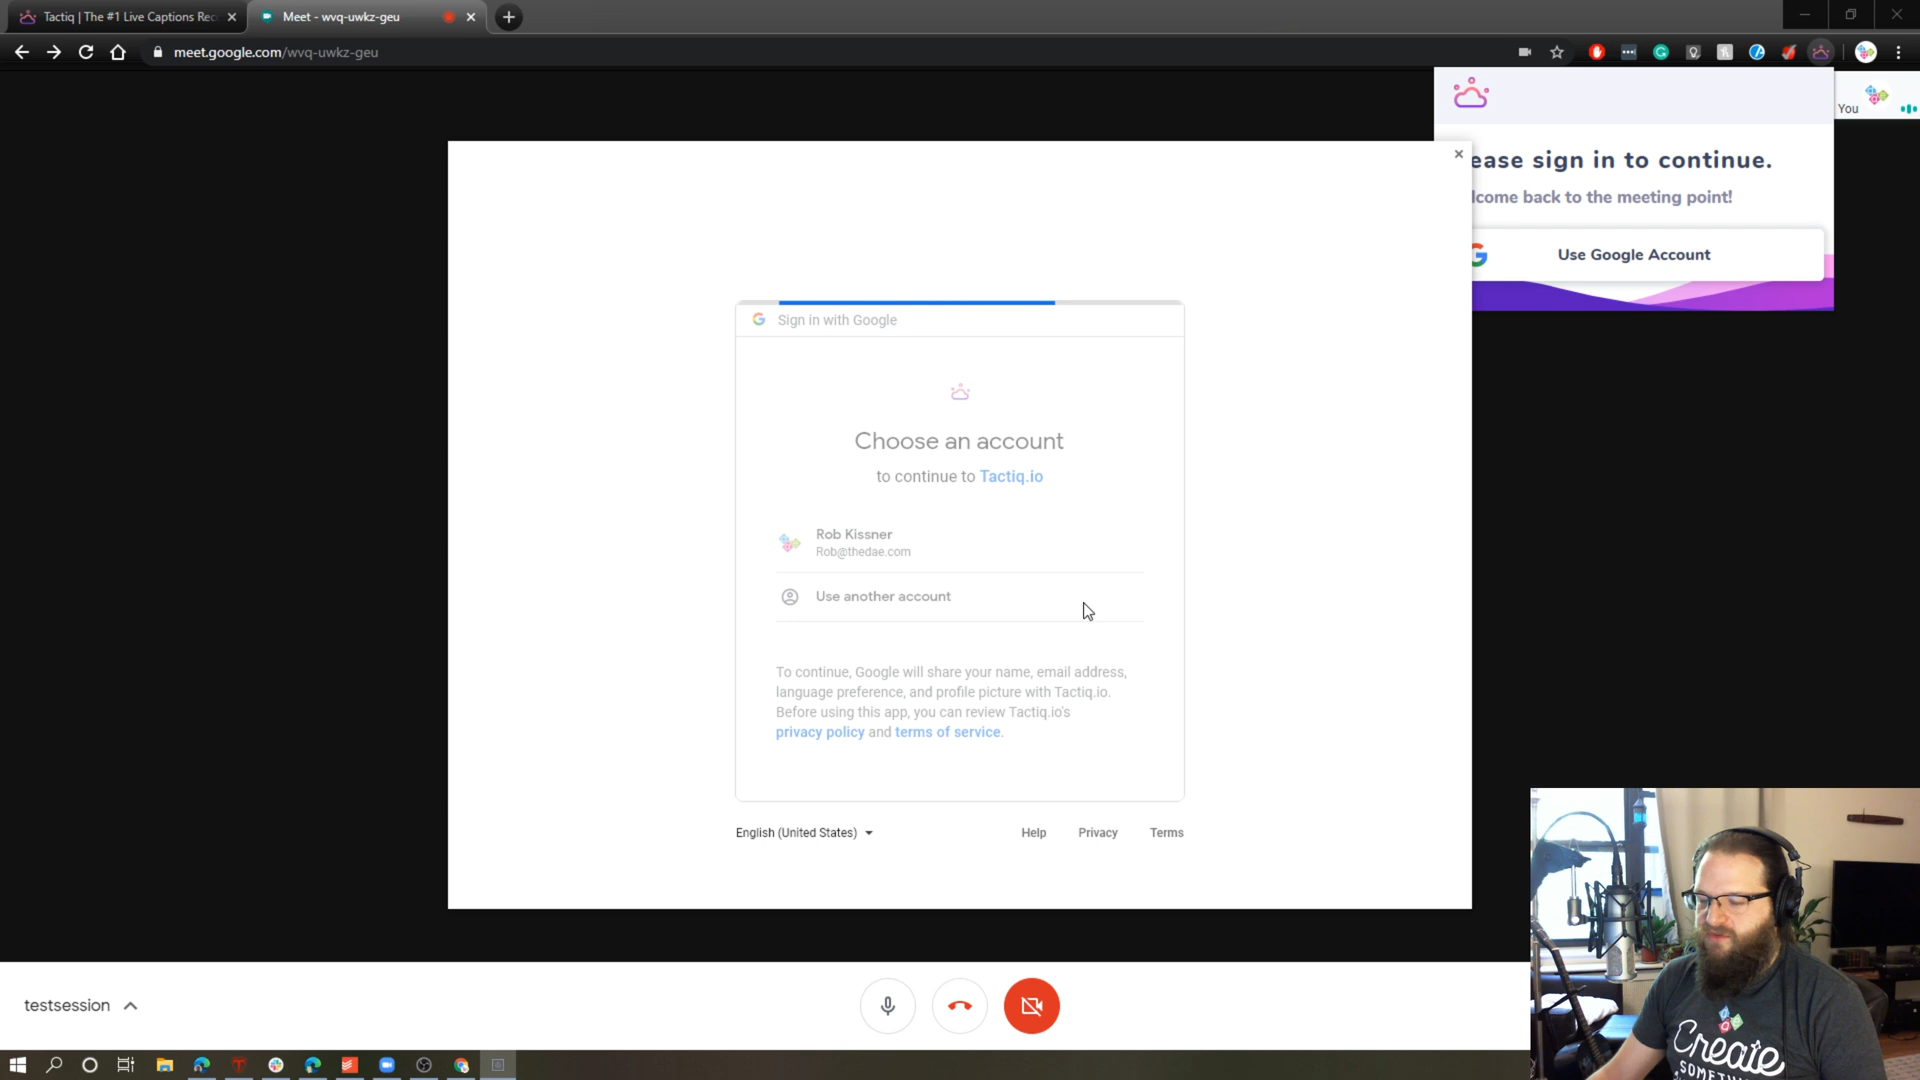 Tactiq | The #1 Live Captions Rec
Meet - wvq-uwkz-geu
meet.google.com/wvq-uwkz-geu
You
ease sign in to continue.
lcome back to the meeting point!
Use Google Account
Sign in with Google
Choose an account
to continue to Tactiq.io
Rob Kissner
Rob@thedae.com
Use another account
To continue, Google will share your name, email address,
language preference, and profile picture with Tactiq.io.
Before using this app, you can review Tactiq.io's
privacy policy and terms of service.
English (United States)
Help
Privacy
Terms
testsession
Create
SOMETHING